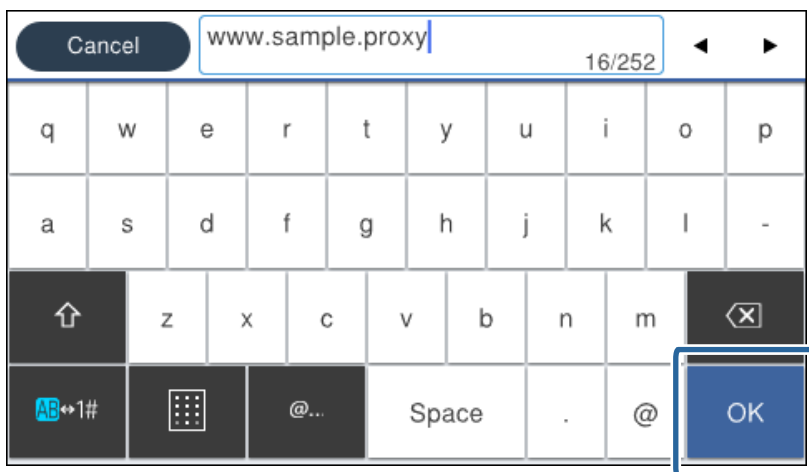 Cancel www.sample.proxy
16/252
q w e r t y u i o p
a s d f g h j k l -
z x c v b n m
AB↔1# @... Space . @ OK